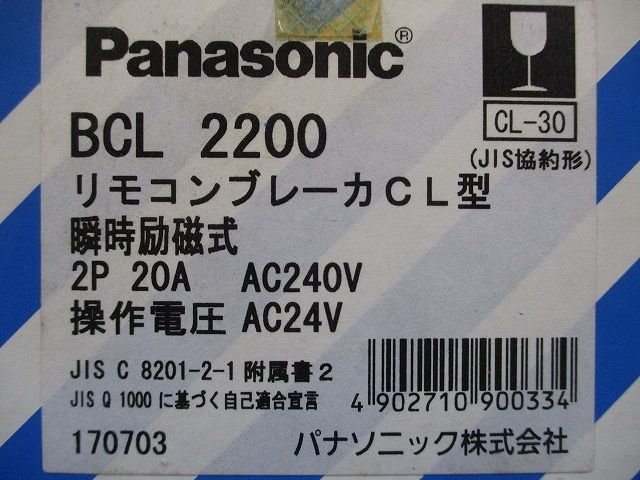 Panasonic®
BCL 2200
CL-30
(JIS協約形)
リモコンブレーカCL型
瞬時励磁式
2P 20A AC240V
操作電圧 AC24V
JIS C 8201-2-1 附属書2
JIS Q 1000 に基づく自己適合宣言
4 902710 900334
170703 パナソニック株式会社